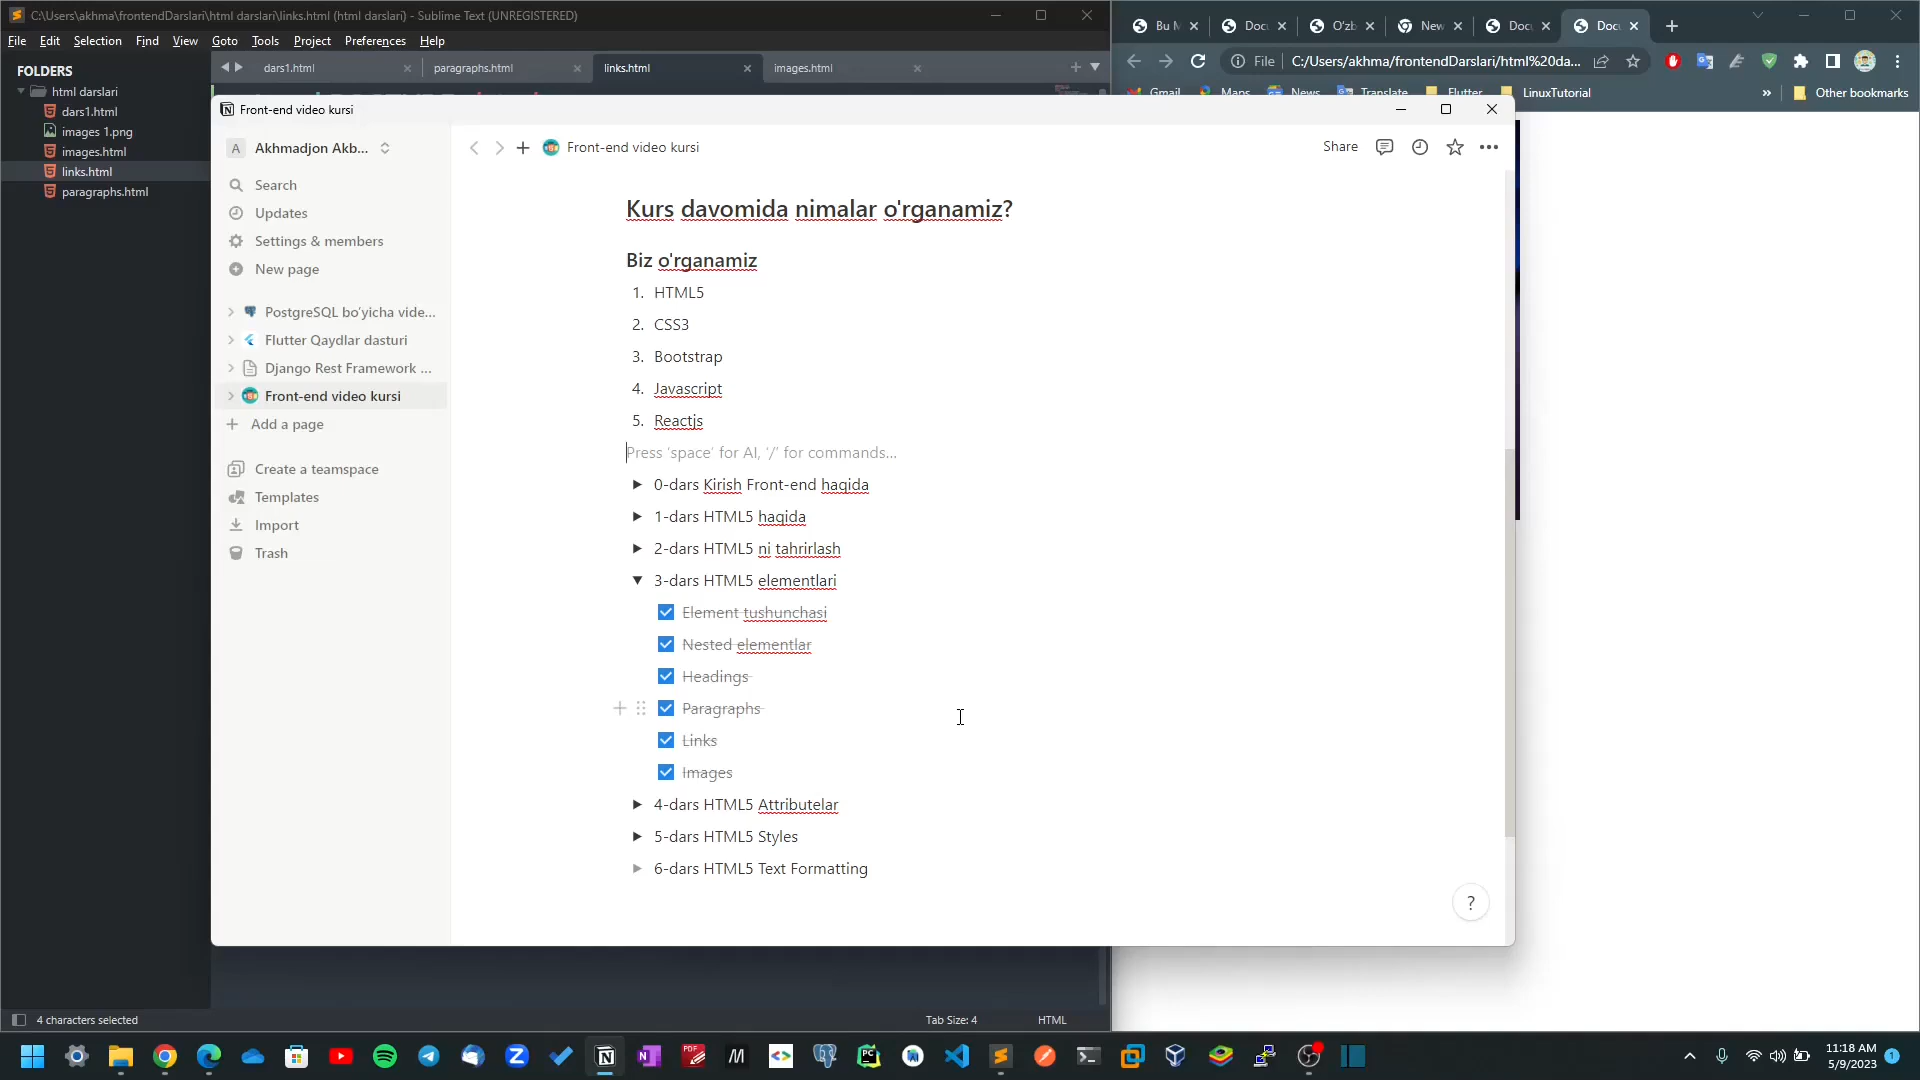 C:\Users\akhma\frontendDarslari\html darslari\links.html (html darslari) - Sublime Text (UNREGISTERED)
File Edit Selection Find View Goto Tools Project Preferences Help
FOLDERS
html darslari
dars1.html
images 1.png
images.html
links.html
paragraphs.html
dars1.html
paragraphs.html
links.html
images.html
New
File
C:/Users/akhma/frontendDarslari/html%20da...
Gmail
Maps
News
Translate
Flutter
LinuxTutorial
»
Other bookmarks
Front-end video kursi
A Akhmadjon Akb...
Search
Updates
Settings & members
New page
PostgreSQL bo‘yicha vide...
Flutter Qaydlar dasturi
Django Rest Framework ...
Front-end video kursi
Add a page
Create a teamspace
Templates
Import
Trash
Front-end video kursi
Share
Kurs davomida nimalar o'rganamiz?
Biz o'rganamiz
1. HTML5
2. CSS3
3. Bootstrap
4. Javascript
5. Reactjs
Press ‘space’ for AI, ‘/’ for commands...
0-dars Kirish Front-end haqida
1-dars HTML5 haqida
2-dars HTML5 ni tahrirlash
3-dars HTML5 elementlari
Element tushunchasi
Nested elementlar
Headings
Paragraphs
Links
Images
4-dars HTML5 Attributelar
5-dars HTML5 Styles
6-dars HTML5 Text Formatting
?
4 characters selected
Tab Size: 4
HTML
11:18 AM
5/9/2023
1